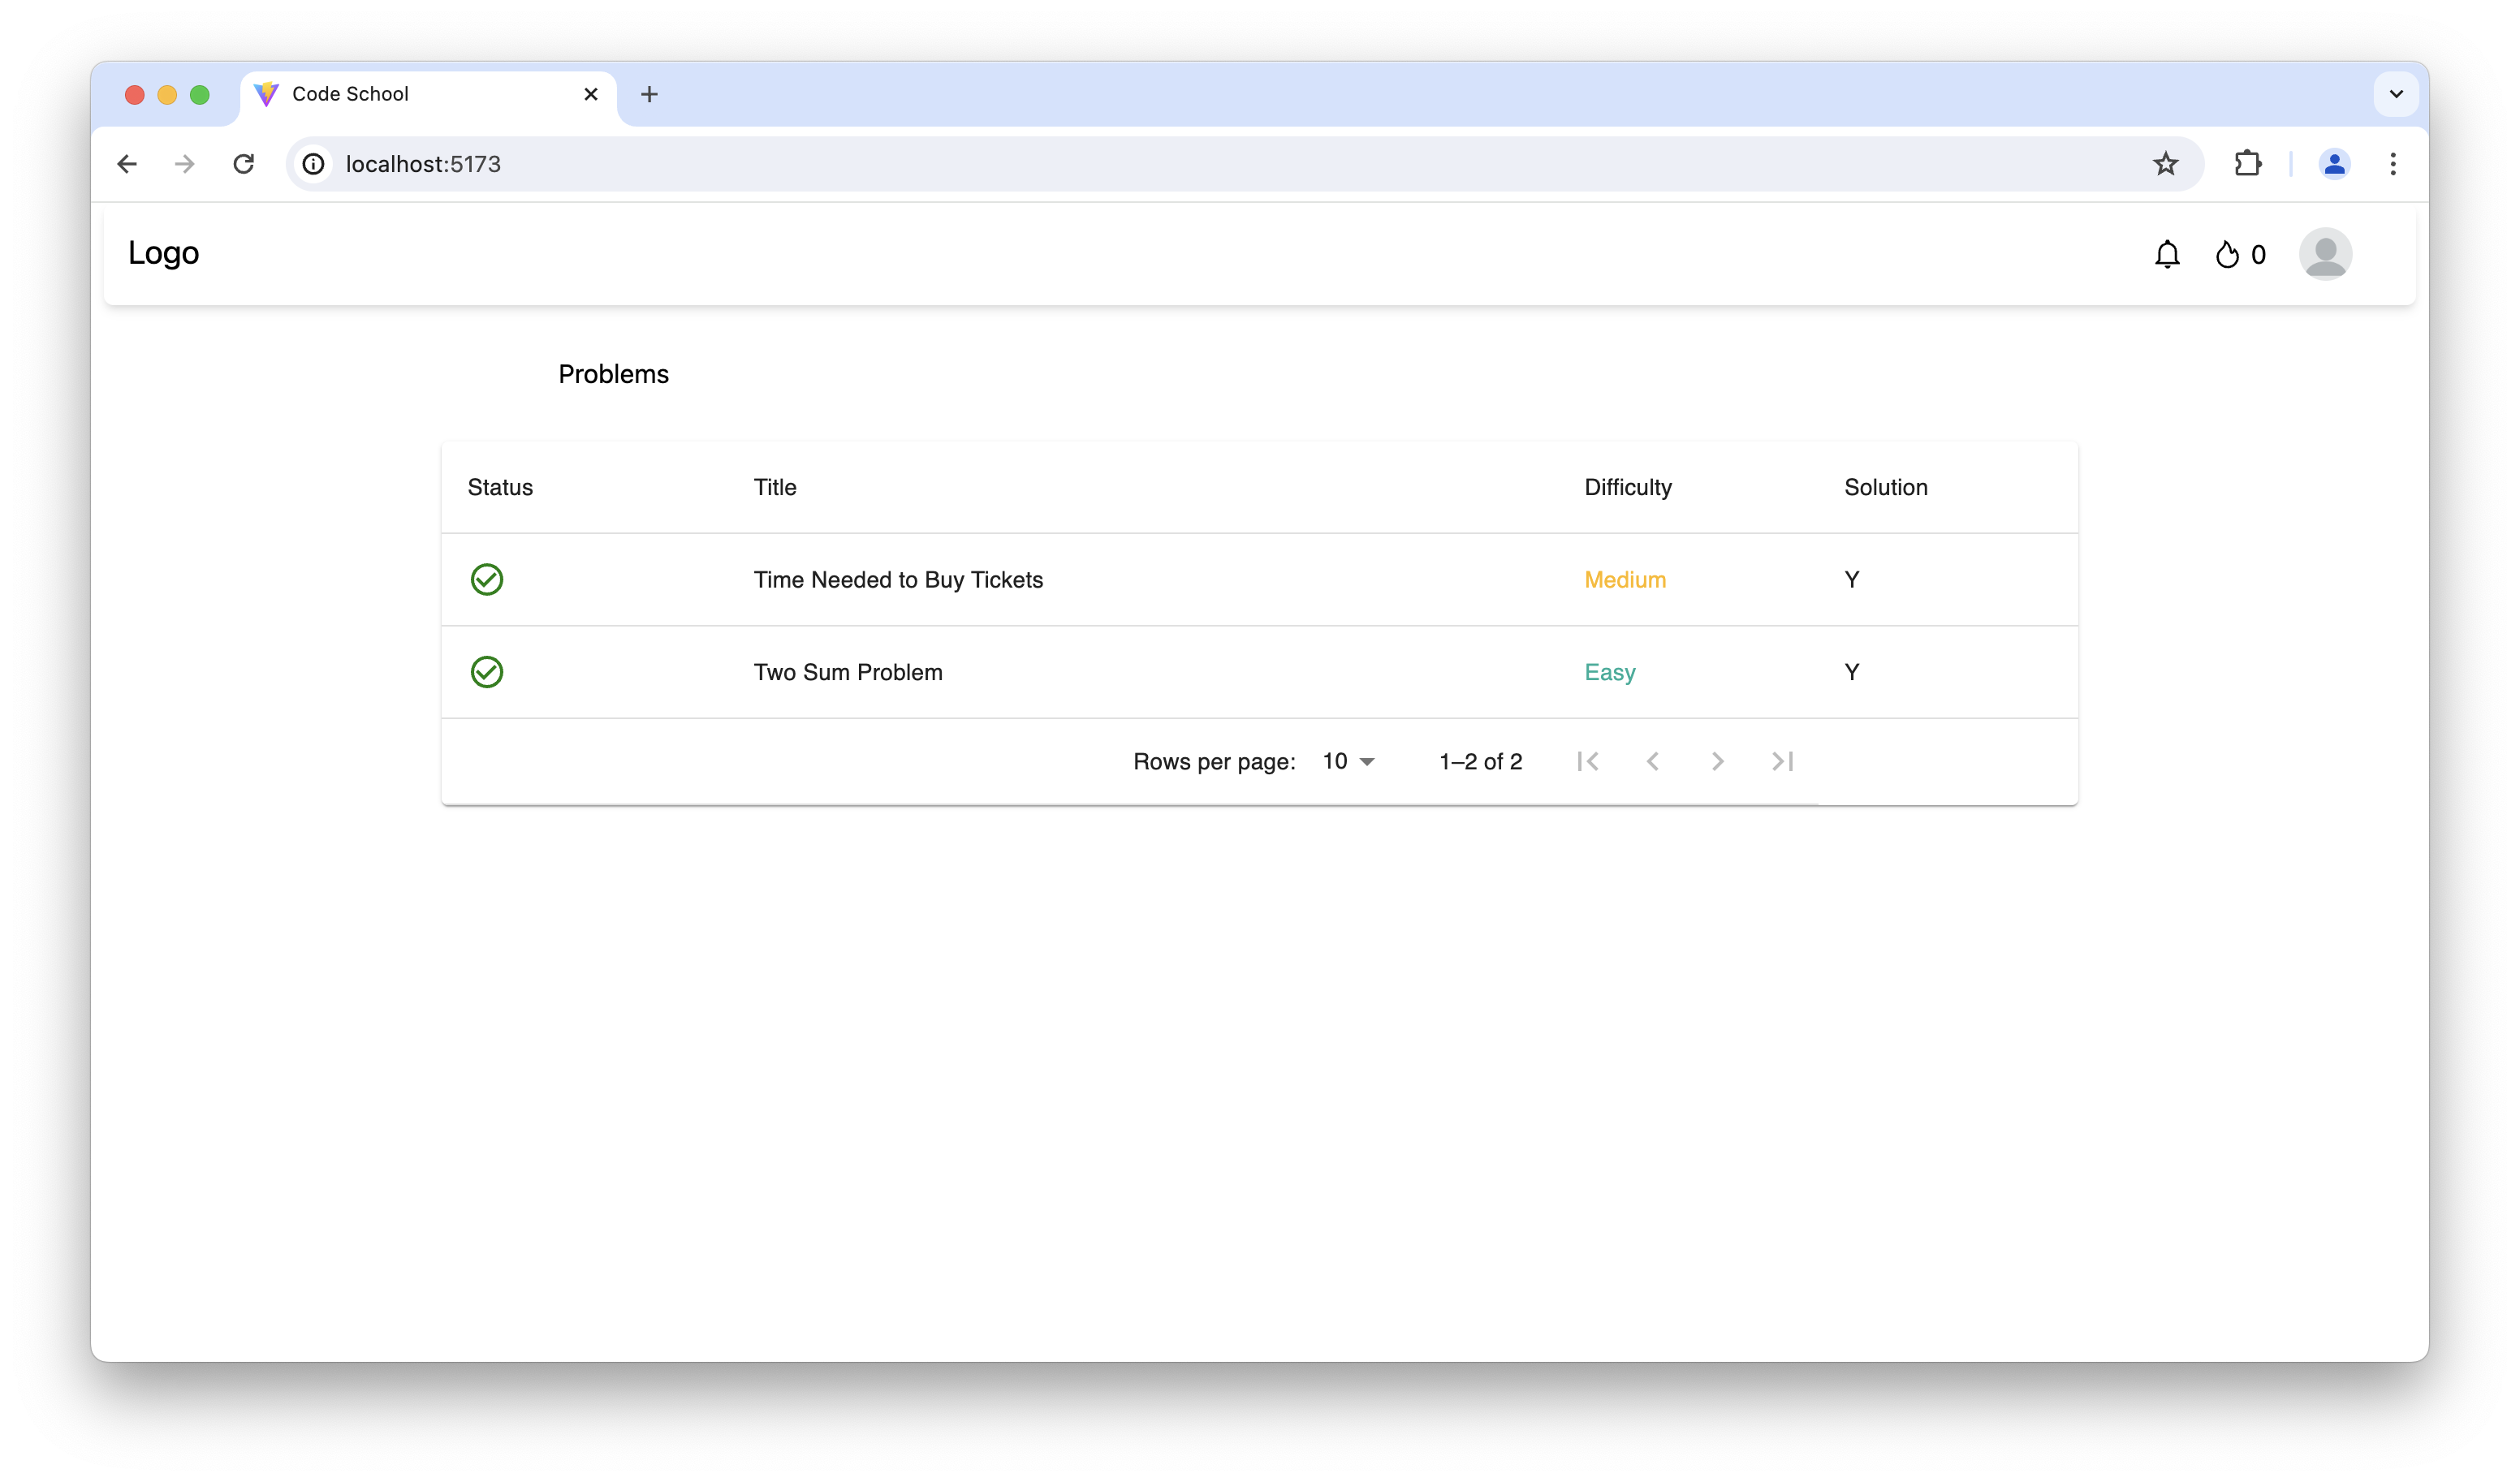 Code School
localhost:5173
Logo
0
Problems
Status Title Difficulty Solution
Time Needed to Buy Tickets Medium Y
Two Sum Problem Easy Y
Rows per page: 10 1–2 of 2